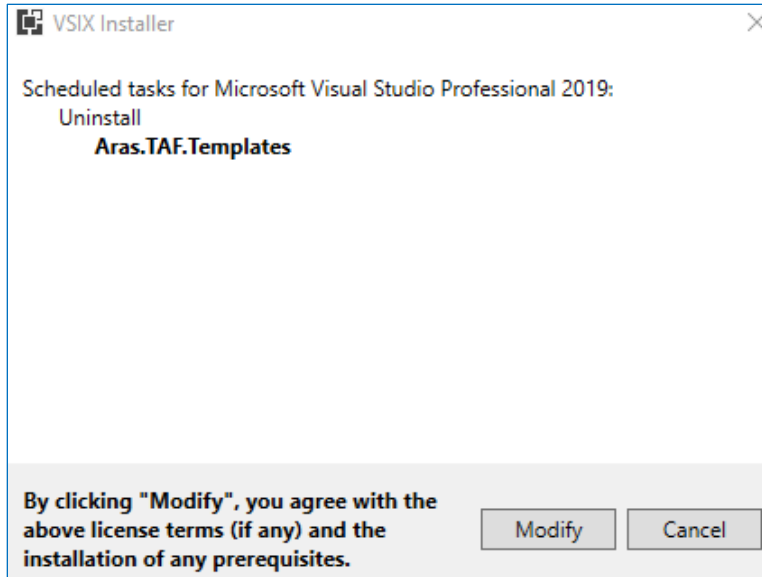 VSIX Installer
Scheduled tasks for Microsoft Visual Studio Professional 2019:
Uninstall
Aras.TAF.Templates
By clicking "Modify", you agree with the
above license terms (if any) and the
installation of any prerequisites.
Modify
Cancel